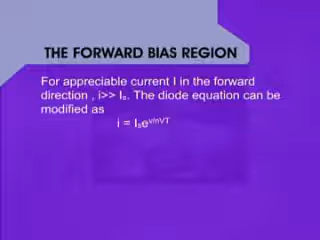 THE FORWARD BIAS REGION
For appreciable current I in the forward
direction , i>> Iₛ. The diode equation can be
modified as
i = Iₛeᵛ/ⁿⱽᵀ